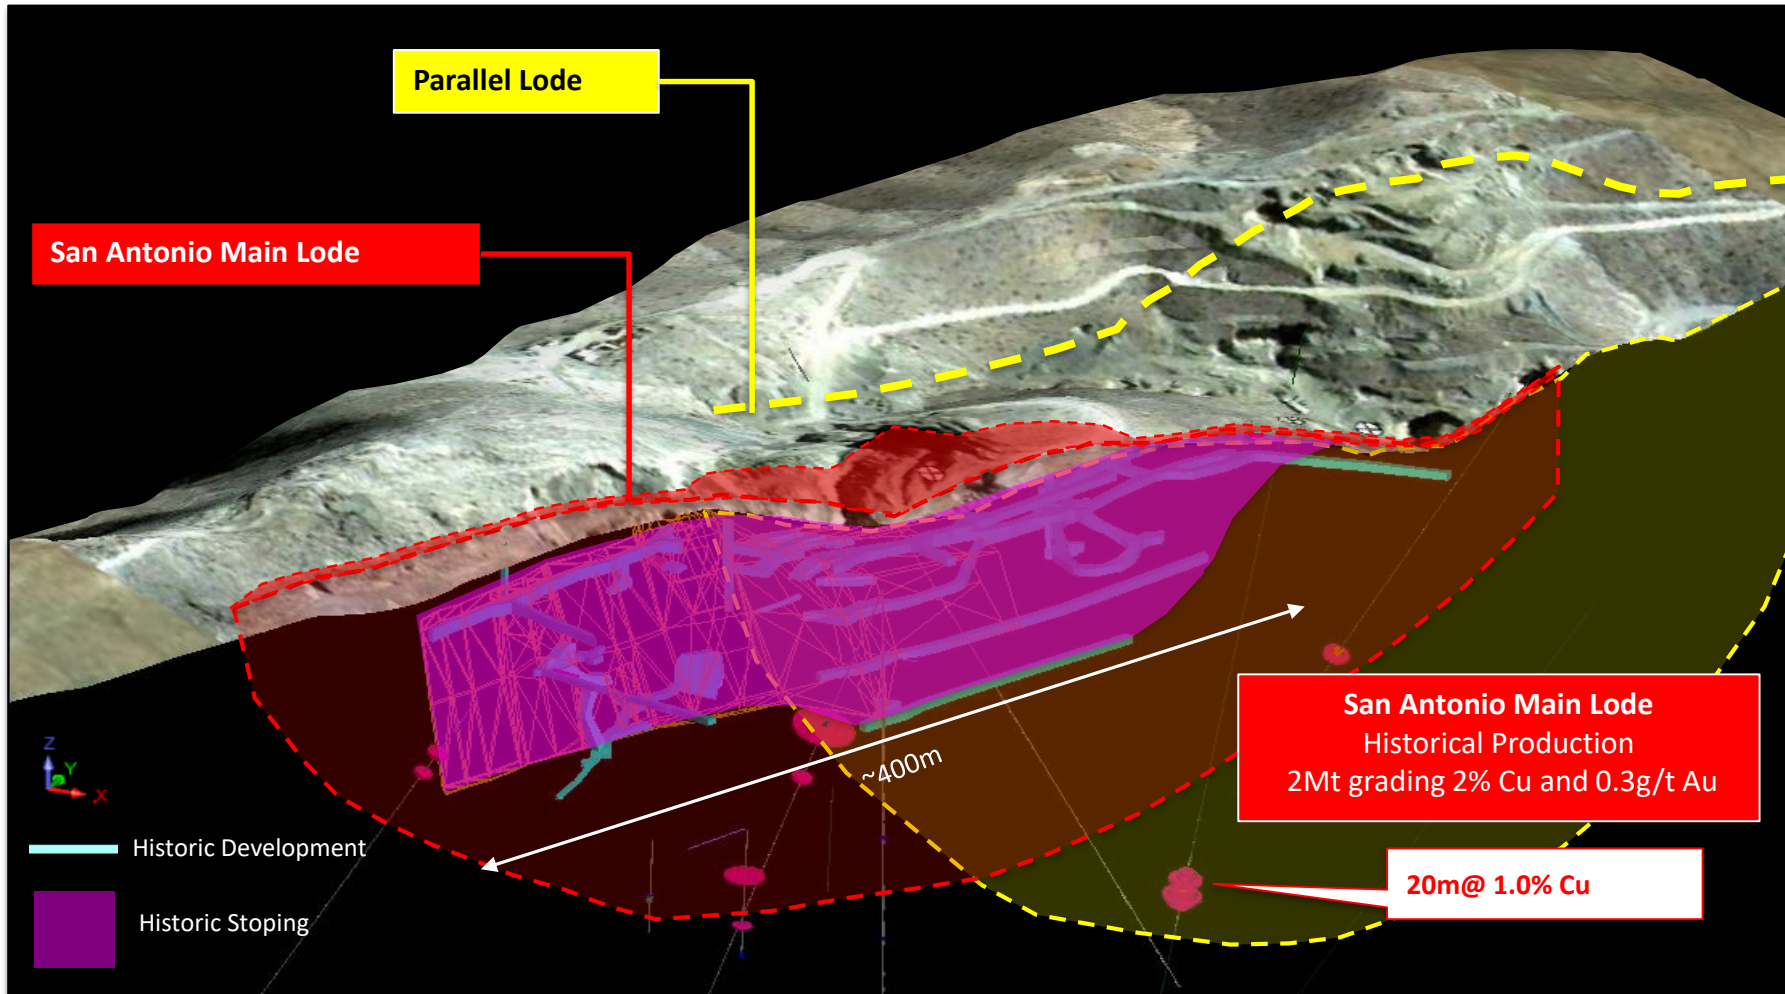 Parallel Lode
San Antonio Main Lode
~400m
San Antonio Main Lode
Historical Production
2Mt grading 2% Cu and 0.3g/t Au
20m@ 1.0% Cu
Z
Y
X
Historic Development
Historic Stoping